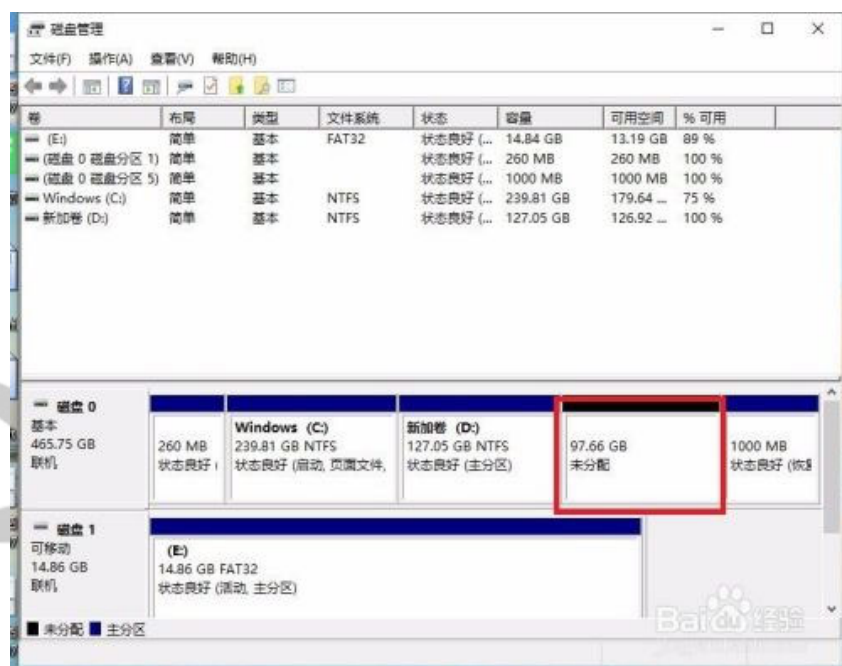 磁盘管理
文件(F) 操作(A) 查看(V) 帮助(H)
卷 布局 类型 文件系统 状态 容量 可用空间 % 可用
(E:) 简单 基本 FAT32 状态良好 (... 14.84 GB 13.19 GB 89 %
(磁盘 0 磁盘分区 1) 简单 基本 状态良好 (... 260 MB 260 MB 100 %
(磁盘 0 磁盘分区 5) 简单 基本 状态良好 (... 1000 MB 1000 MB 100 %
Windows (C:) 简单 基本 NTFS 状态良好 (... 239.81 GB 179.64 ... 75 %
新加卷 (D:) 简单 基本 NTFS 状态良好 (... 127.05 GB 126.92 ... 100 %
磁盘 0
基本
465.75 GB
联机
260 MB
状态良好 (
Windows (C:)
239.81 GB NTFS
状态良好 (启动, 页面文件,
新加卷 (D:)
127.05 GB NTFS
状态良好 (主分区)
97.66 GB
未分配
1000 MB
状态良好 (恢复
磁盘 1
可移动
14.86 GB
联机
(E:)
14.86 GB FAT32
状态良好 (活动, 主分区)
未分配 主分区
Baidu 经验